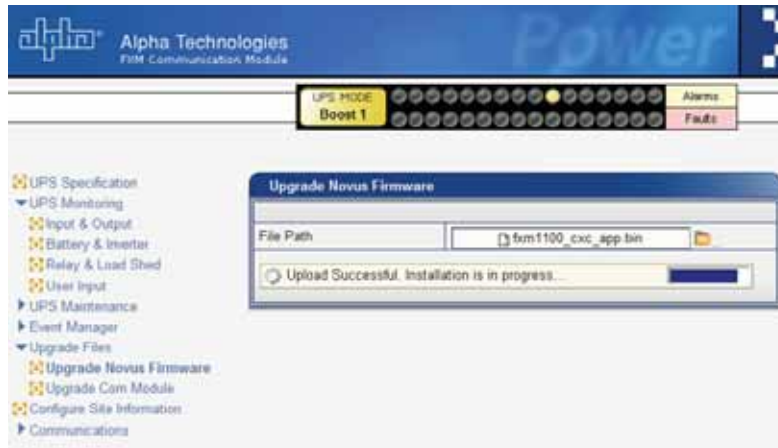 alpha® Alpha Technologies
FXM Communication Module
Power
UPS MODE
Boost 1
Alarms
Faults
UPS Specification
UPS Monitoring
Input & Output
Battery & Inverter
Relay & Load Shed
User Input
UPS Maintenance
Event Manager
Upgrade Files
Upgrade Novus Firmware
Upgrade Com Module
Configure Site Information
Communications
Upgrade Novus Firmware
File Path
fxm1100_cxc_app.bin
Upload Successful. Installation is in progress...